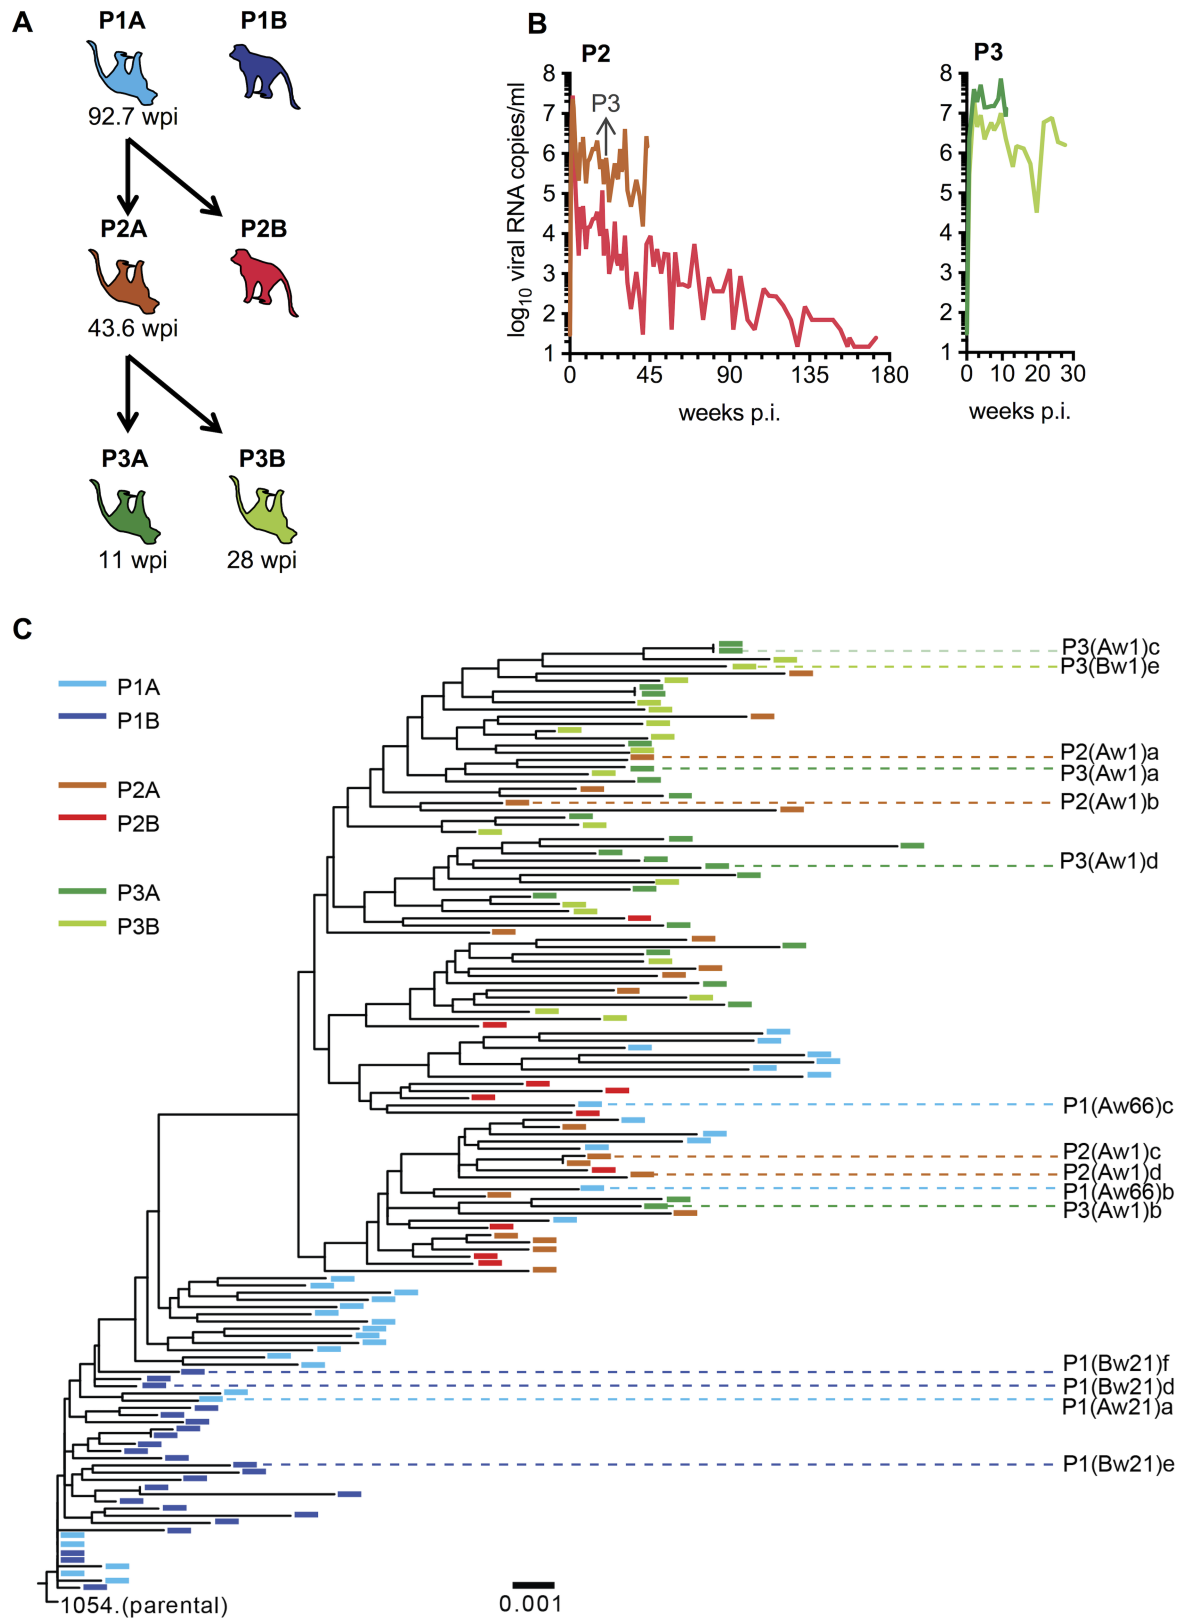 A
P1A
P1B
92.7 wpi
P2A
P2B
43.6 wpi
P3A
P3B
11 wpi
28 wpi
B
P2
P3
log10 viral RNA copies/ml
8
7
6
5
4
3
2
1
0
45
90
135
180
weeks p.i.
P3
8
7
6
5
4
3
2
1
0
10
20
30
weeks p.i.
C
P1A
P1B
P2A
P2B
P3A
P3B
P3(Aw1)c
P3(Bw1)e
P2(Aw1)a
P3(Aw1)a
P2(Aw1)b
P3(Aw1)d
P1(Aw66)c
P2(Aw1)c
P2(Aw1)d
P1(Aw66)b
P3(Aw1)b
P1(Bw21)f
P1(Bw21)d
P1(Aw21)a
P1(Bw21)e
1054.(parental)
0.001